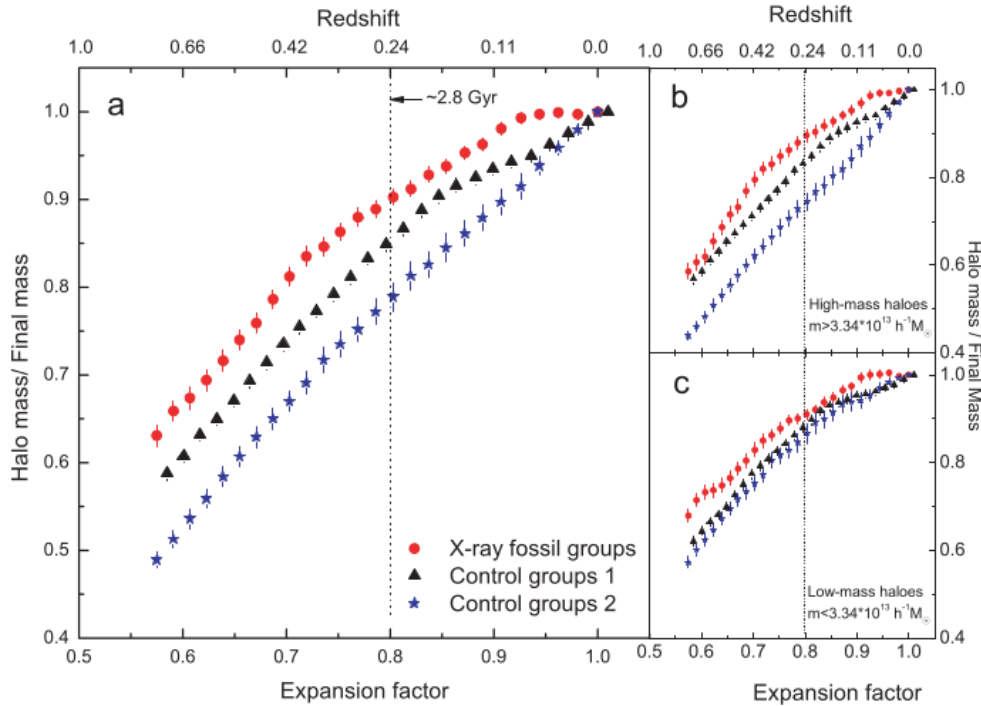 Redshift
1.0 0.66 0.42 0.24 0.11 0.0
a
~2.8 Gyr
Halo mass/ Final mass
1.0
0.9
0.8
0.7
0.6
0.5
0.4
X-ray fossil groups
Control groups 1
Control groups 2
0.5 0.6 0.7 0.8 0.9 1.0
Expansion factor
Redshift
1.0 0.66 0.42 0.24 0.11 0.0
b
High-mass haloes
m>3.34*10¹³ h⁻¹M☉
1.0
0.8
0.6
0.4
Halo mass / Final Mass
c
Low-mass haloes
m<3.34*10¹³ h⁻¹M☉
1.0
0.8
0.6
0.4
0.5 0.6 0.7 0.8 0.9 1.0
Expansion factor